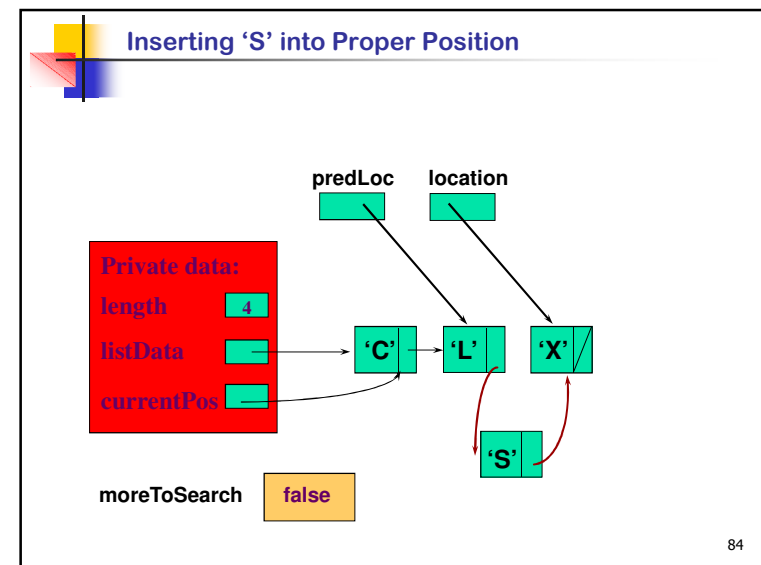 Inserting ‘S’ into Proper Position
predLoc location
Private data:
length 4
listData
currentPos
‘C’ ‘L’ ‘X’
‘S’
moreToSearch false
84